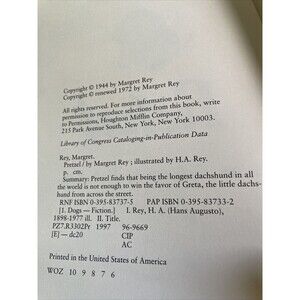 Copyright © 1944 by Margret Rey
Copyright © renewed 1972 by Margret Rey
All rights reserved. For more information about
permission to reproduce selections from this book, write
to Permissions, Houghton Mifflin Company,
215 Park Avenue South, New York, New York 10003.
Library of Congress Cataloging-in-Publication Data
Rey, Margret.
Pretzel / by Margret Rey ; illustrated by H.A. Rey.
p. cm.
Summary: Pretzel finds that being the longest dachshund in all
the world is not enough to win the favor of Greta, the little dachs-
hund from across the street.
RNF ISBN 0-395-83737-5 PAP ISBN 0-395-83733-2
[1. Dogs — Fiction.] I. Rey, H. A. (Hans Augusto),
1898-1977 ill. II. Title.
PZ7.R3302Pr 1997 96-9669
[E] — dc20 CIP
AC
Printed in the United States of America
WOZ 10 9 8 7 6